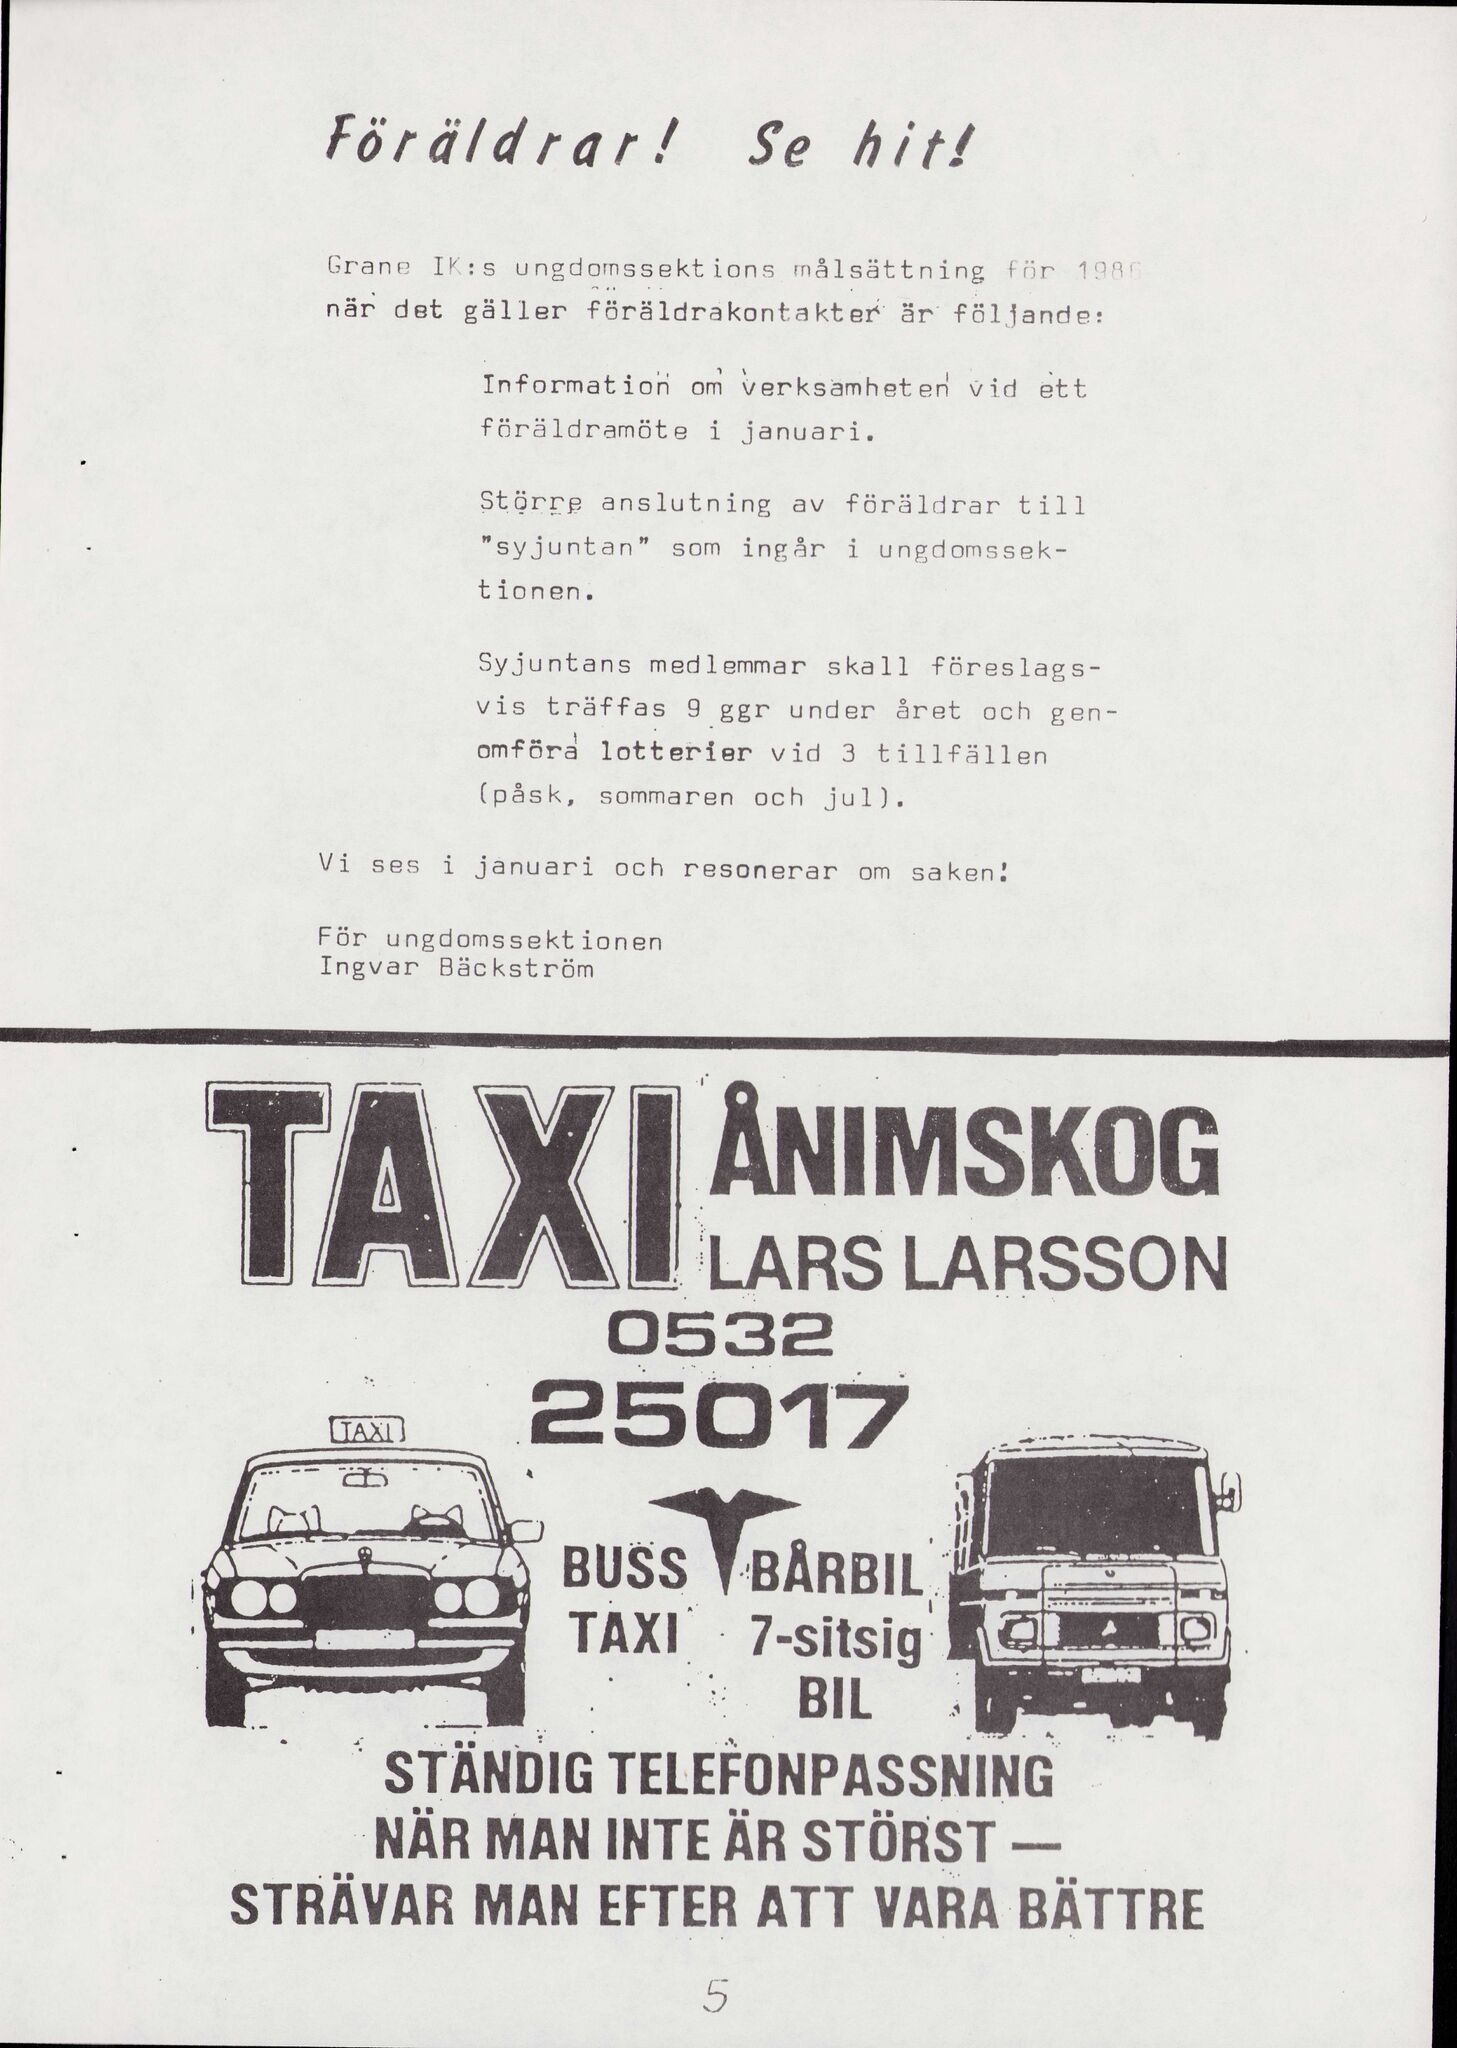 Föräldrar! Se hit!
Grane IK:s ungdomssektions målsättning för 1986
när det gäller föräldrakontakter är följande:
Information om verksamheten vid ett
föräldramöte i januari.
Större anslutning av föräldrar till
"syjuntan" som ingår i ungdomssek-
tionen.
Syjuntans medlemmar skall föreslags-
vis träffas 9 ggr under året och gen-
omföra lotterier vid 3 tillfällen
(påsk, sommaren och jul).
Vi ses i januari och resonerar om saken!
För ungdomssektionen
Ingvar Bäckström
TAXI ÅNIMSKOG
LARS LARSSON
0532
25017
TAXI
BUSS
TAXI
BÅRBIL
7-sitsig
BIL
STÄNDIG TELEFONPASSNING
NÄR MAN INTE ÄR STÖRST —
STRÄVAR MAN EFTER ATT VARA BÄTTRE
5